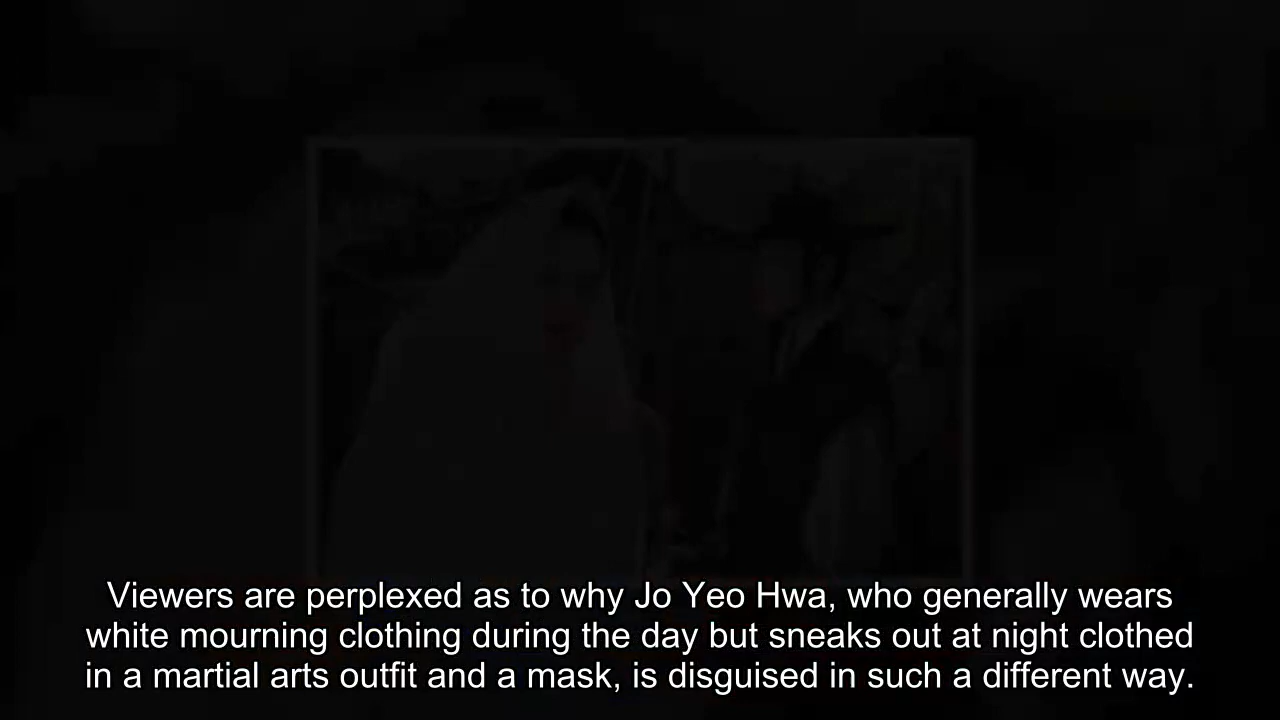 Viewers are perplexed as to why Jo Yeo Hwa, who generally wears
white mourning clothing during the day but sneaks out at night clothed
in a martial arts outfit and a mask, is disguised in such a different way.